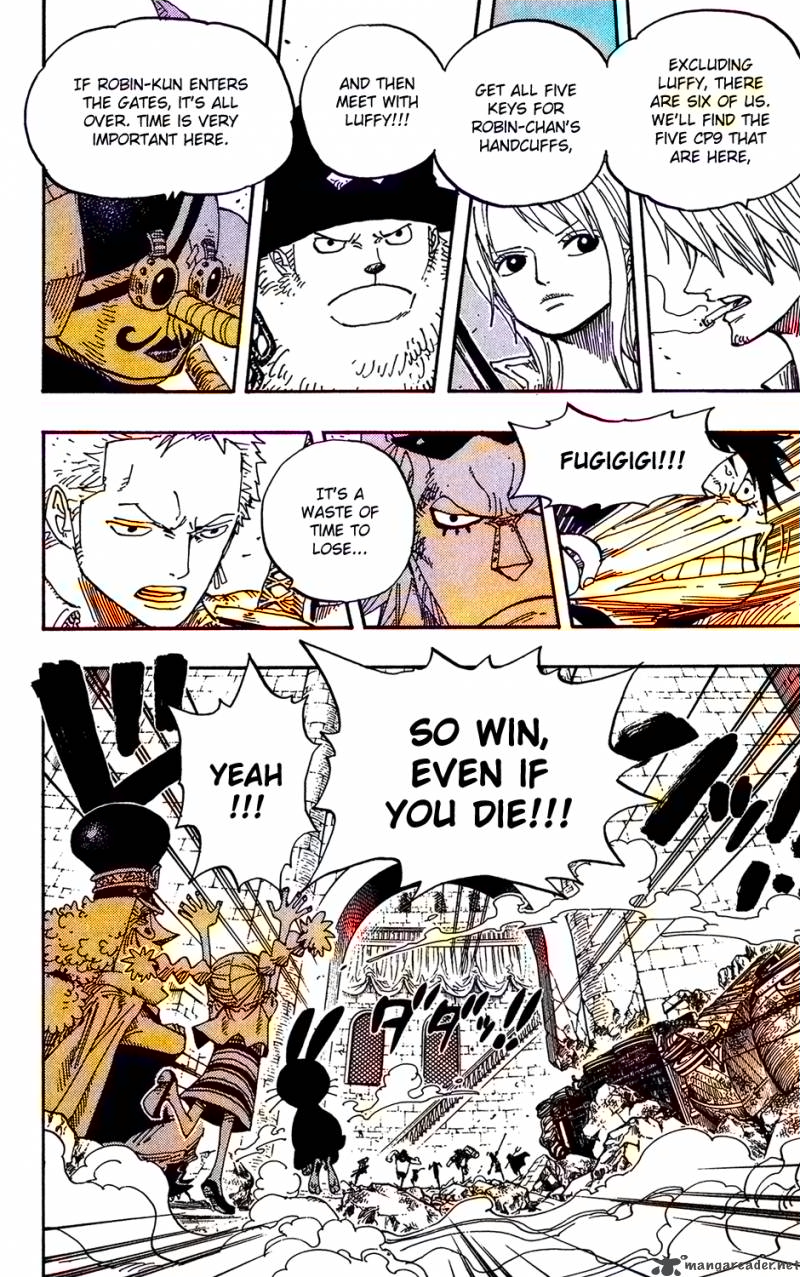 EXCLUDING
LUFFY, THERE
ARE SIX OF US.
WE'LL FIND THE
FIVE CP9 THAT
ARE HERE,
GET ALL FIVE
KEYS FOR
ROBIN-CHAN'S
HANDCUFFS,
AND THEN
MEET WITH
LUFFY!!!
IF ROBIN-KUN ENTERS
THE GATES, IT'S ALL
OVER. TIME IS VERY
IMPORTANT HERE.
FUGIGIGI!!!
IT'S A
WASTE OF
TIME TO
LOSE...
SO WIN,
EVEN IF
YOU DIE!!!
YEAH
!!!
ドン!!
ダダッ!!
mangareader.net